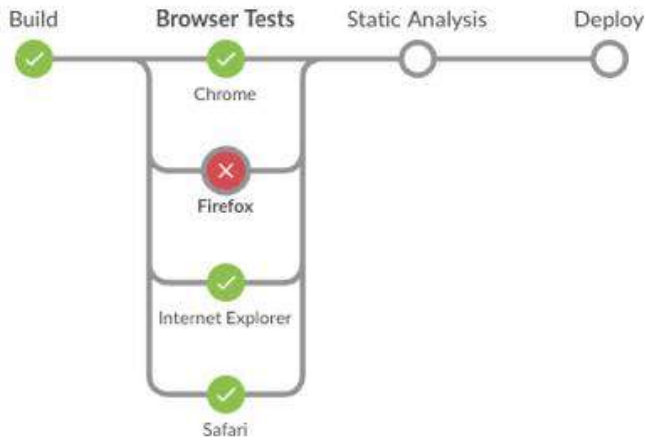 Build
Browser Tests
Static Analysis
Deploy
Chrome
Firefox
Internet Explorer
Safari